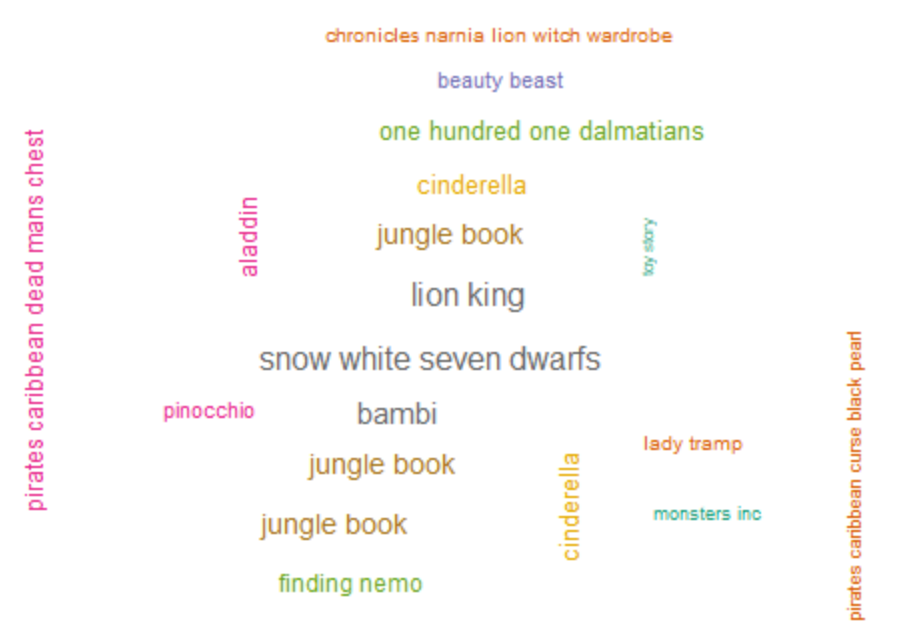 chronicles narnia lion witch wardrobe
beauty beast
one hundred one dalmatians
pirates caribbean dead mans chest
cinderella
aladdin
jungle book
toy story
lion king
snow white seven dwarfs
pirates caribbean curse black pearl
pinocchio
bambi
lady tramp
jungle book
cinderella
monsters inc
jungle book
finding nemo